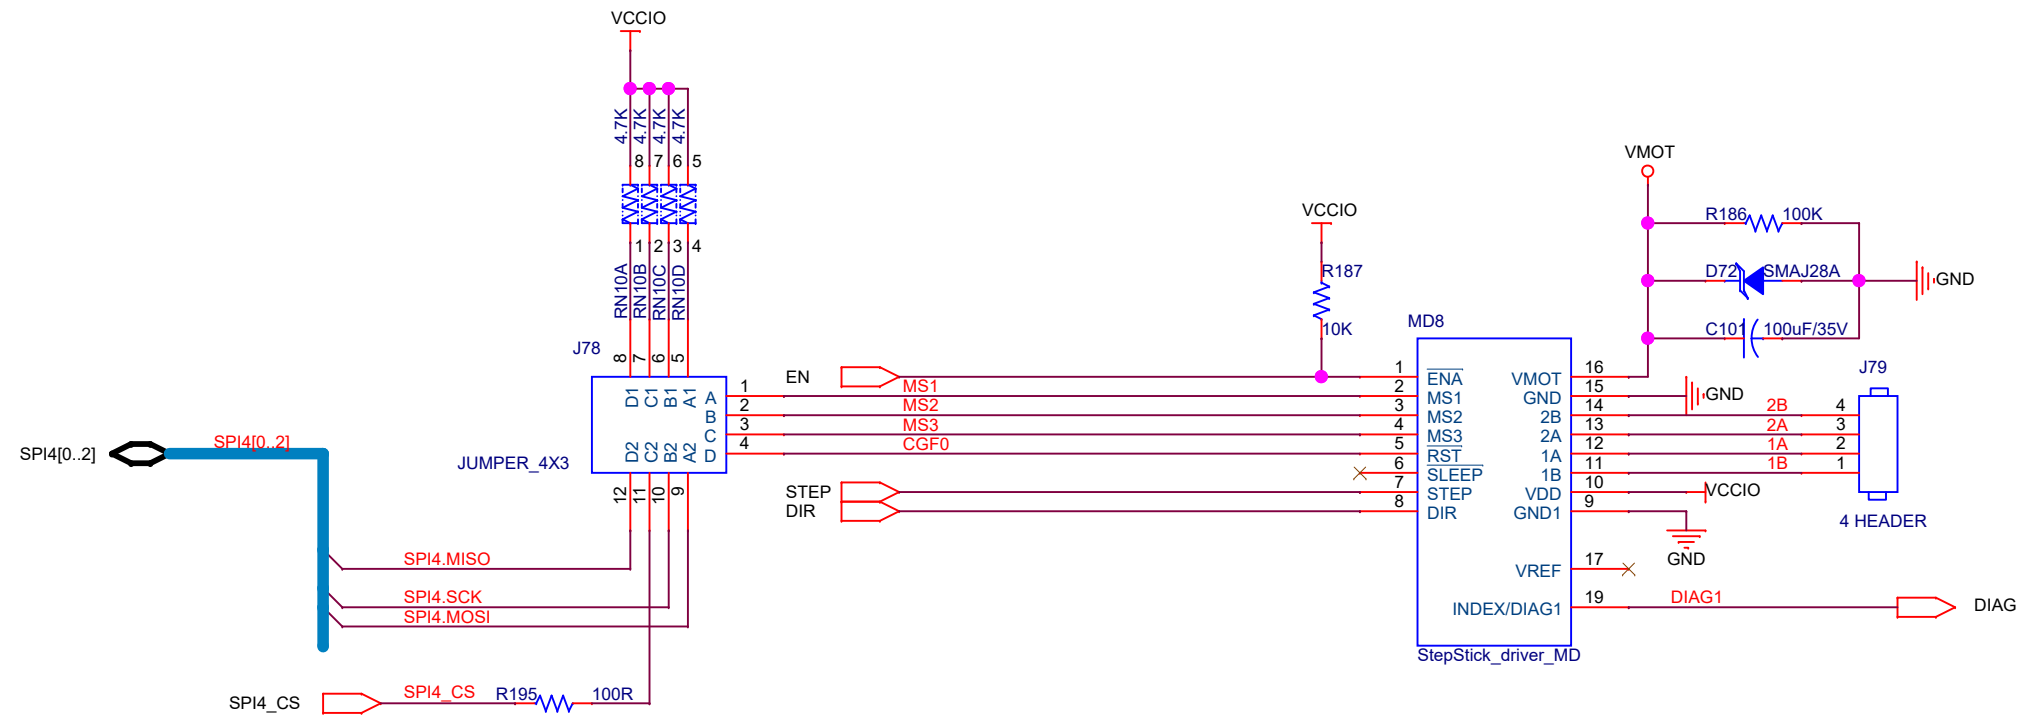 VCCIO
4.7K
4.7K
4.7K
4.7K
8 7 6 5
1 2 3 4
RN10A
RN10B
RN10C
RN10D
J78
8
7
6
5
D1
C1
B1
A1
A
B
C
D
1
2
3
4
D2
C2
B2
A2
12
11
10
9
JUMPER_4X3
SPI4[0..2]
SPI4[0..2]
SPI4.MISO
SPI4.SCK
SPI4.MOSI
SPI4_CS
SPI4_CS
R195
100R
EN
MS1
MS2
MS3
CGF0
STEP
DIR
VCCIO
R187
10K
MD8
1
2
3
4
5
6
7
8
ENA
MS1
MS2
MS3
RST
SLEEP
STEP
DIR
VMOT
GND
2B
2A
1A
1B
VDD
GND1
VREF
INDEX/DIAG1
16
15
14
13
12
11
10
9
17
19
StepStick_driver_MD
VMOT
R186 100K
D72 SMAJ28A
C101 100uF/35V
GND
GND
J79
2B 4
2A 3
1A 2
1B 1
VCCIO
4 HEADER
GND
DIAG1
DIAG